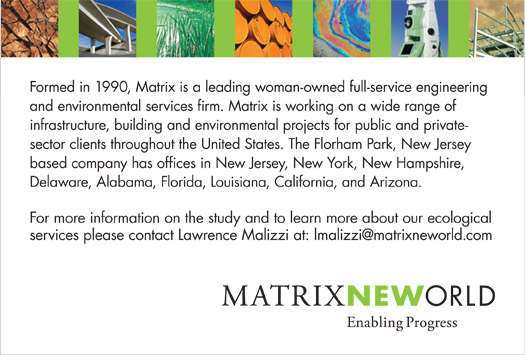 Formed in 1990, Matrix is a leading woman-owned full-service engineering
and environmental services firm. Matrix is working on a wide range of
infrastructure, building and environmental projects for public and private-
sector clients throughout the United States. The Florham Park, New Jersey
based company has offices in New Jersey, New York, New Hampshire,
Delaware, Alabama, Florida, Louisiana, California, and Arizona.
For more information on the study and to learn more about our ecological
services please contact Lawrence Malizzi at: lmalizzi@matrixneworld.com
MATRIXNEWORLD
Enabling Progress